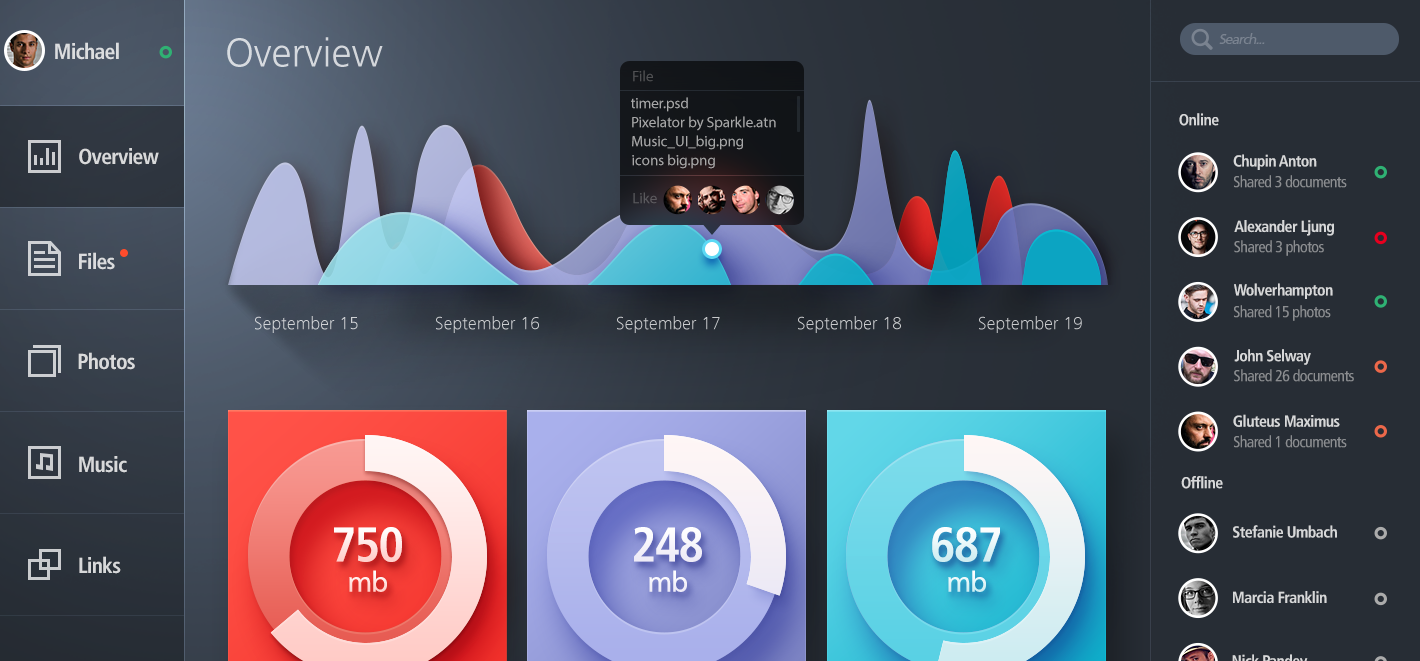 Michael
Overview
Files
Photos
Music
Links
Overview
File
timer.psd
Pixelator by Sparkle.atn
Music_UI_big.png
icons big.png
Like
September 15
September 16
September 17
September 18
September 19
750
mb
248
mb
687
mb
Search...
Online
Chupin Anton
Shared 3 documents
Alexander Ljung
Shared 3 photos
Wolverhampton
Shared 15 photos
John Selway
Shared 26 documents
Gluteus Maximus
Shared 1 documents
Offline
Stefanie Umbach
Marcia Franklin
Nick Pandey